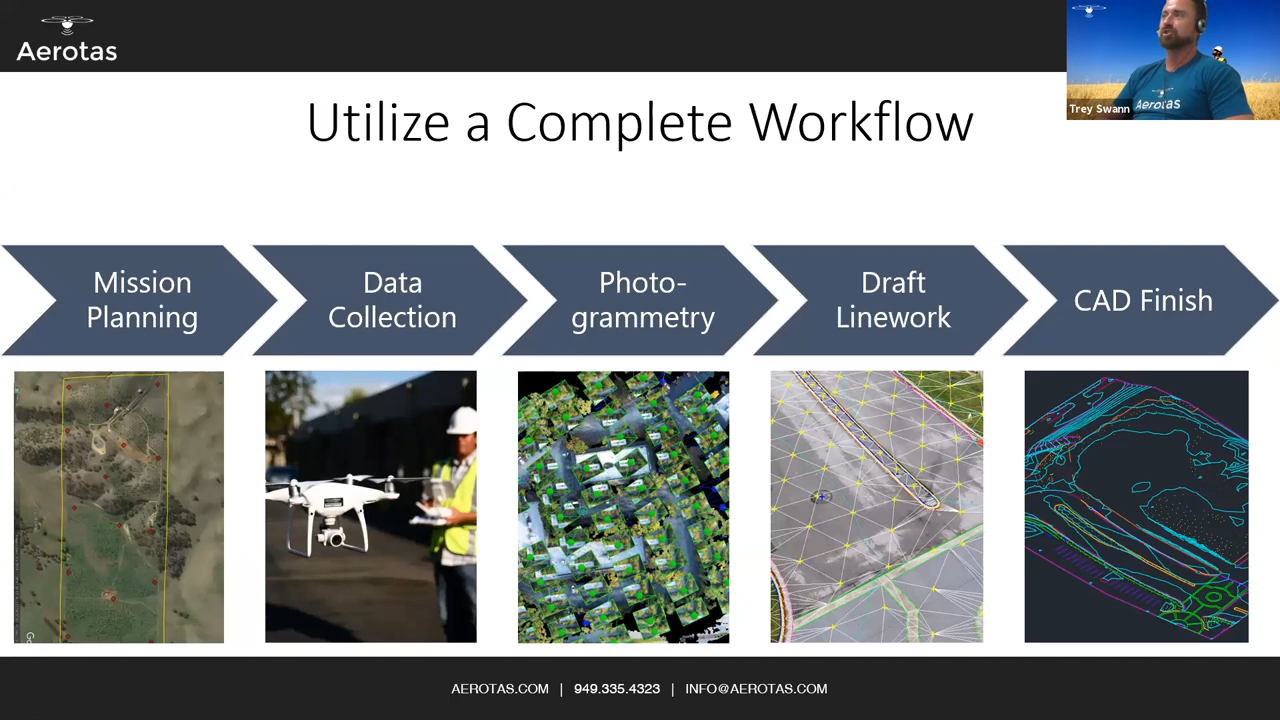 Aerotas
Trey Swann
Aerotas
Utilize a Complete Workflow
Mission
Planning
Data
Collection
Photo-
grammetry
Draft
Linework
CAD Finish
AEROTAS.COM | 949.335.4323 | INFO@AEROTAS.COM